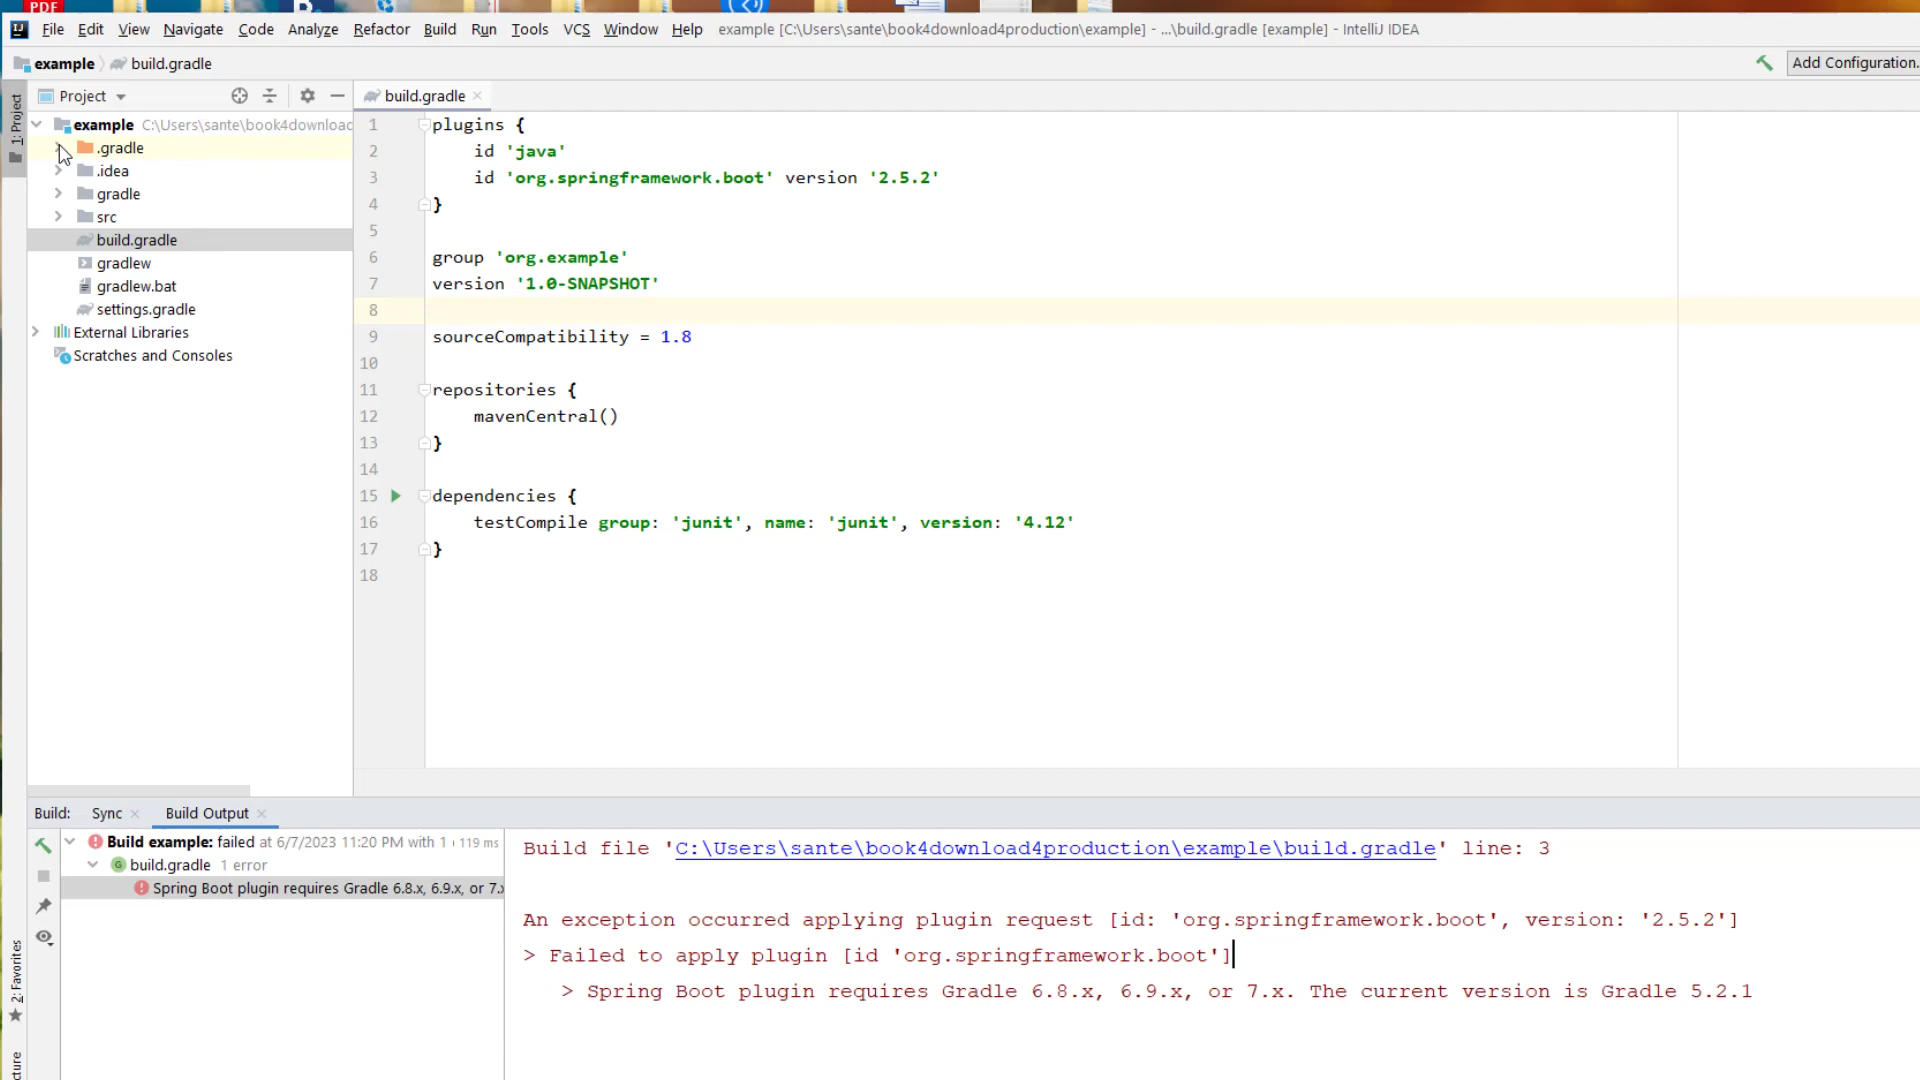 PDF
File Edit View Navigate Code Analyze Refactor Build Run Tools VCS Window Help example [C:\Users\sante\book4download4production\example] - ...\build.gradle [example] - IntelliJ IDEA
example build.gradle
Add Configuration.
Project
build.gradle
1: Project
example C:\Users\sante\book4download
.gradle
.idea
gradle
src
build.gradle
gradlew
gradlew.bat
settings.gradle
External Libraries
Scratches and Consoles
1 plugins {
2 id 'java'
3 id 'org.springframework.boot' version '2.5.2'
4 }
5
6 group 'org.example'
7 version '1.0-SNAPSHOT'
8
9 sourceCompatibility = 1.8
10
11 repositories {
12 mavenCentral()
13 }
14
15 dependencies {
16 testCompile group: 'junit', name: 'junit', version: '4.12'
17 }
18
Build: Sync Build Output
Build example: failed at 6/7/2023 11:20 PM with 1 119 ms
build.gradle 1 error
Spring Boot plugin requires Gradle 6.8.x, 6.9.x, or 7.x
2: Favorites
cture
Build file 'C:\Users\sante\book4download4production\example\build.gradle' line: 3
An exception occurred applying plugin request [id: 'org.springframework.boot', version: '2.5.2']
> Failed to apply plugin [id 'org.springframework.boot']
> Spring Boot plugin requires Gradle 6.8.x, 6.9.x, or 7.x. The current version is Gradle 5.2.1